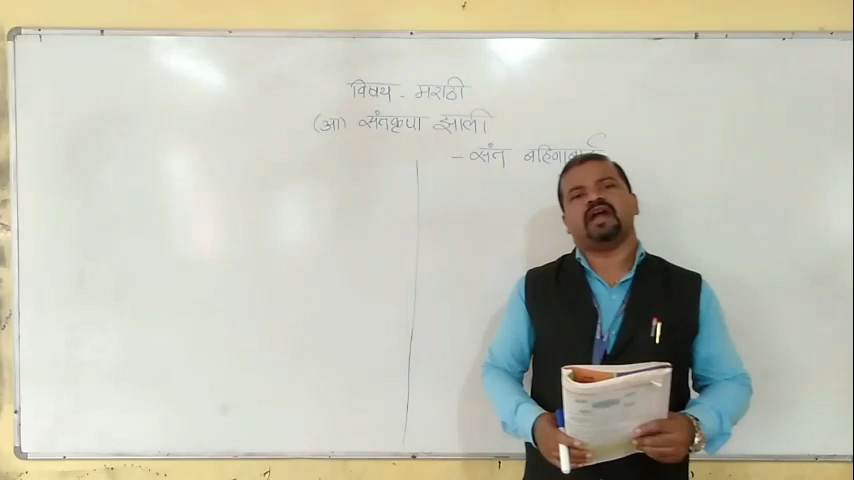 विषय - मराठी
(आ) संतकृपा झाली
- संत बहिणाबाई